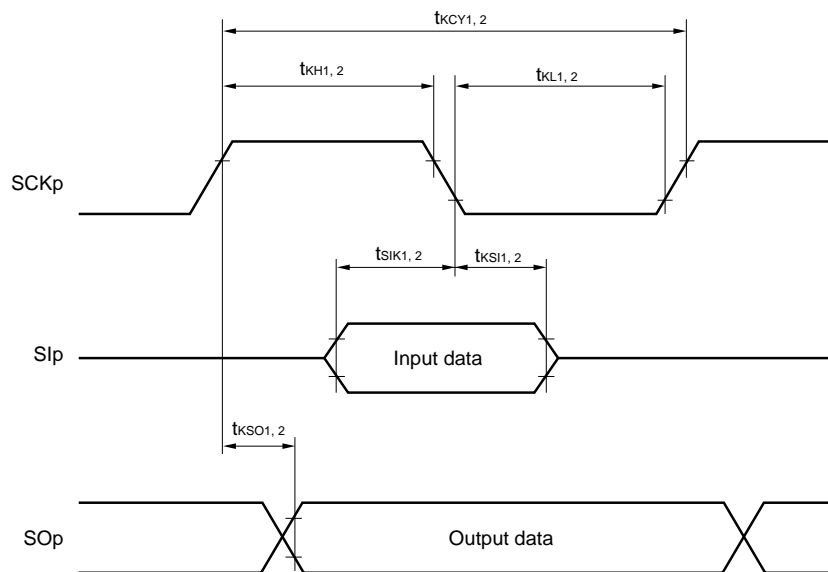 tKCY1, 2
tKH1, 2
tKL1, 2
SCKp
tSIK1, 2
tKSI1, 2
SIp
Input data
tKSO1, 2
SOp
Output data